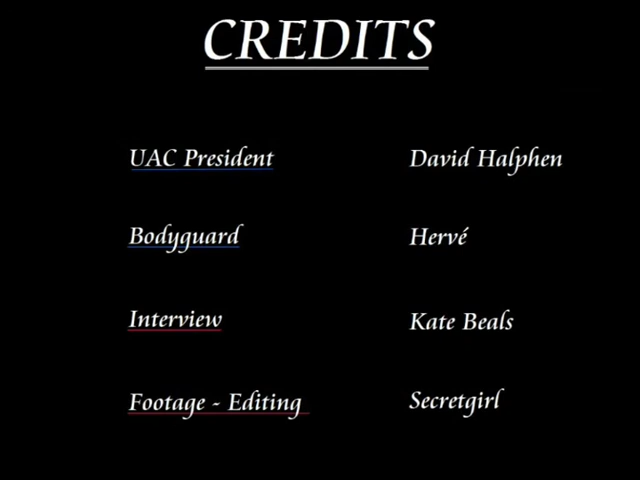 CREDITS
UAC President David Halphen
Bodyguard Hervé
Interview Kate Beals
Footage - Editing Secretgirl